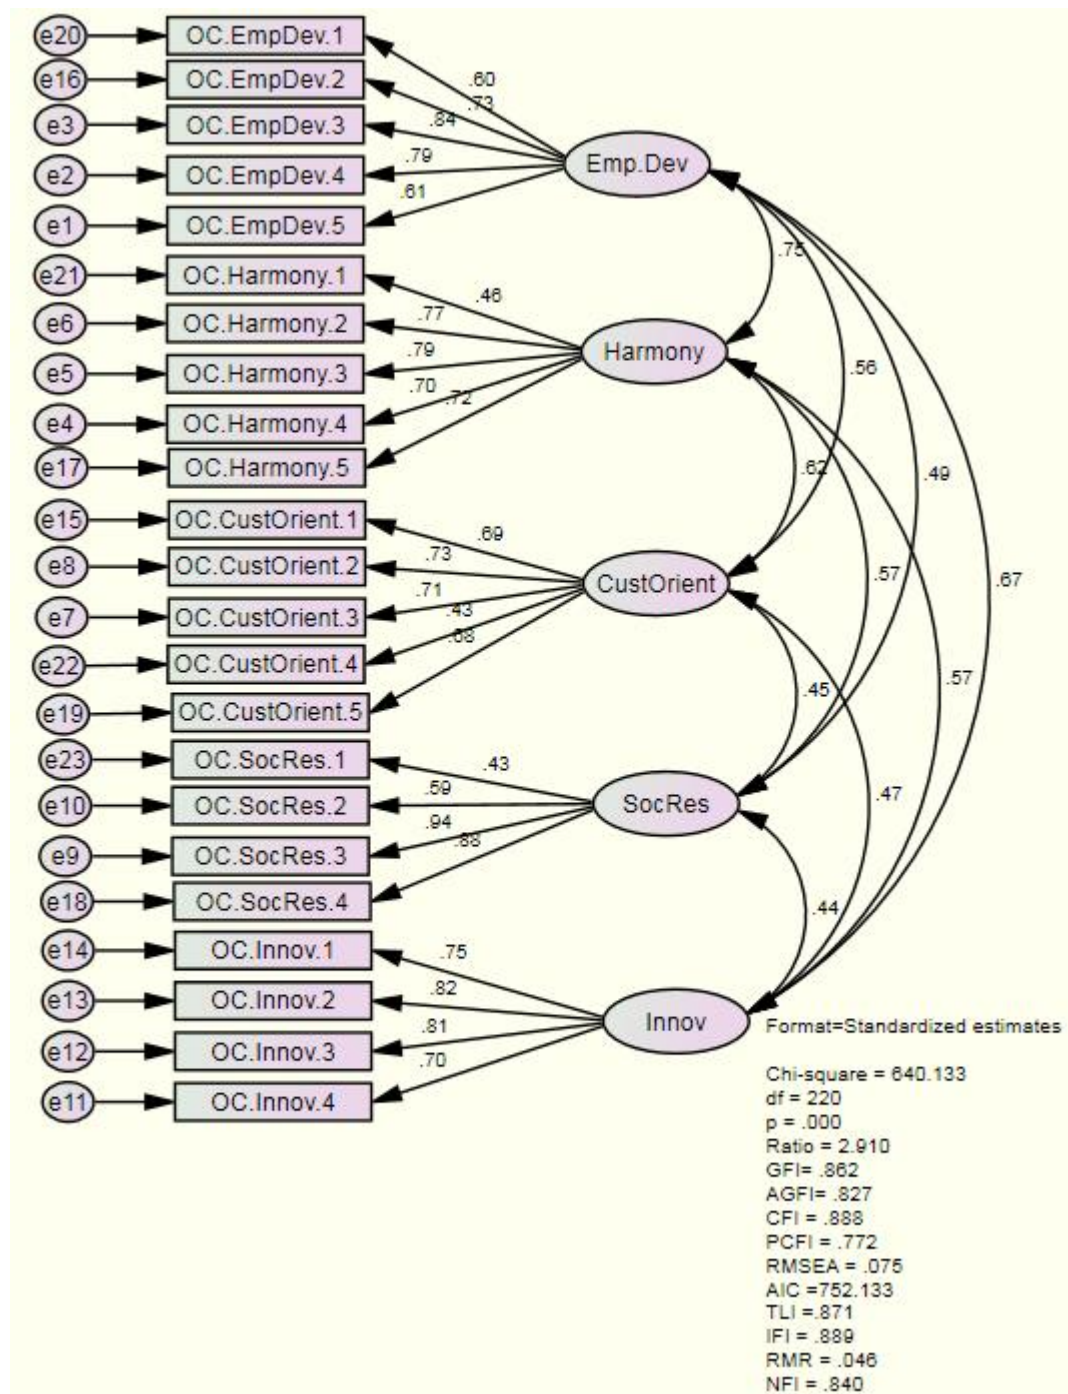 e20 OC.EmpDev.1
.60
e16 OC.EmpDev.2
.73
e3 OC.EmpDev.3
.84
Emp.Dev
e2 OC.EmpDev.4
.79
e1 OC.EmpDev.5
.61
.75
e21 OC.Harmony.1
.46
e6 OC.Harmony.2
.77
Harmony
e5 OC.Harmony.3
.79
.56
e4 OC.Harmony.4
.70
.72
e17 OC.Harmony.5
.62
.49
e15 OC.CustOrient.1
.69
e8 OC.CustOrient.2
.73
CustOrient
.57
.67
e7 OC.CustOrient.3
.71
.43
e22 OC.CustOrient.4
.68
e19 OC.CustOrient.5
.45
.57
e23 OC.SocRes.1
.43
e10 OC.SocRes.2
.59
SocRes
.47
e9 OC.SocRes.3
.94
.88
e18 OC.SocRes.4
.44
e14 OC.Innov.1
.75
e13 OC.Innov.2
.82
Innov
e12 OC.Innov.3
.81
e11 OC.Innov.4
.70
Format=Standardized estimates
Chi-square = 640.133
df = 220
p = .000
Ratio = 2.910
GFI= .862
AGFI= .827
CFI = .888
PCFI = .772
RMSEA = .075
AIC =752.133
TLI =.871
IFI = .889
RMR = .046
NFI = .840